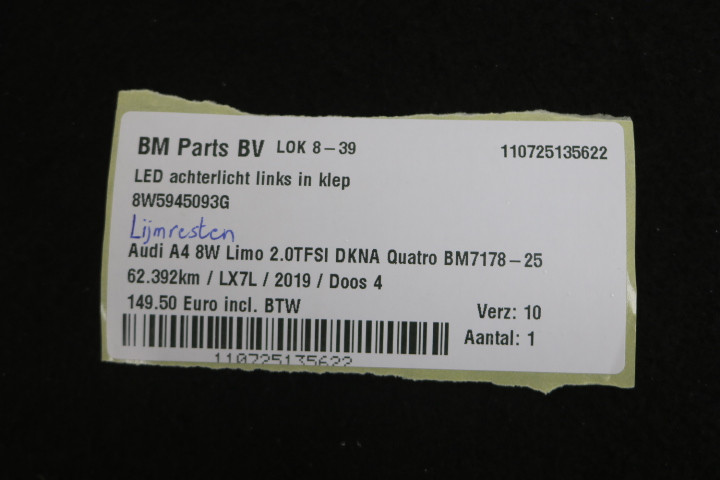 BM Parts BV LOK 8-39 110725135622
LED achterlicht links in klep
8W5945093G
Lijmresten
Audi A4 8W Limo 2.0TFSI DKNA Quatro BM7178-25
62.392km / LX7L / 2019 / Doos 4
149.50 Euro incl. BTW Verz: 10
Aantal: 1
110725135622